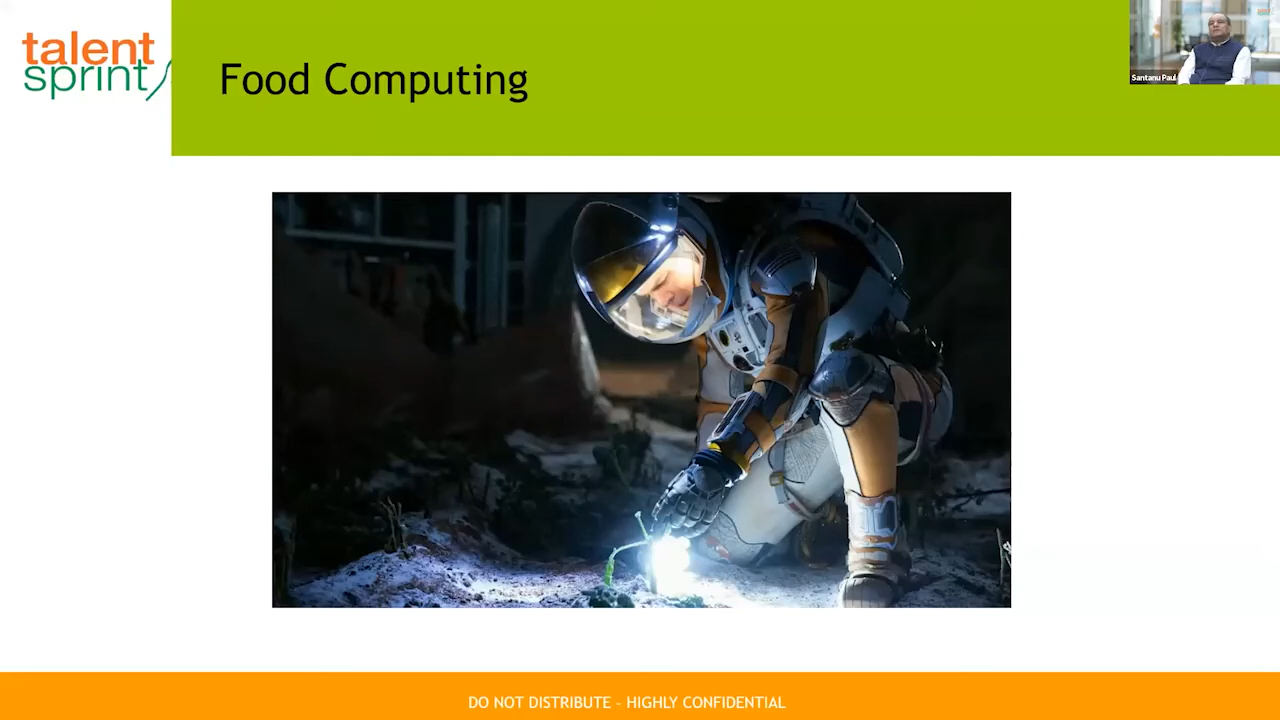 talent
sprint
Food Computing
Santanu Paul
DO NOT DISTRIBUTE - HIGHLY CONFIDENTIAL